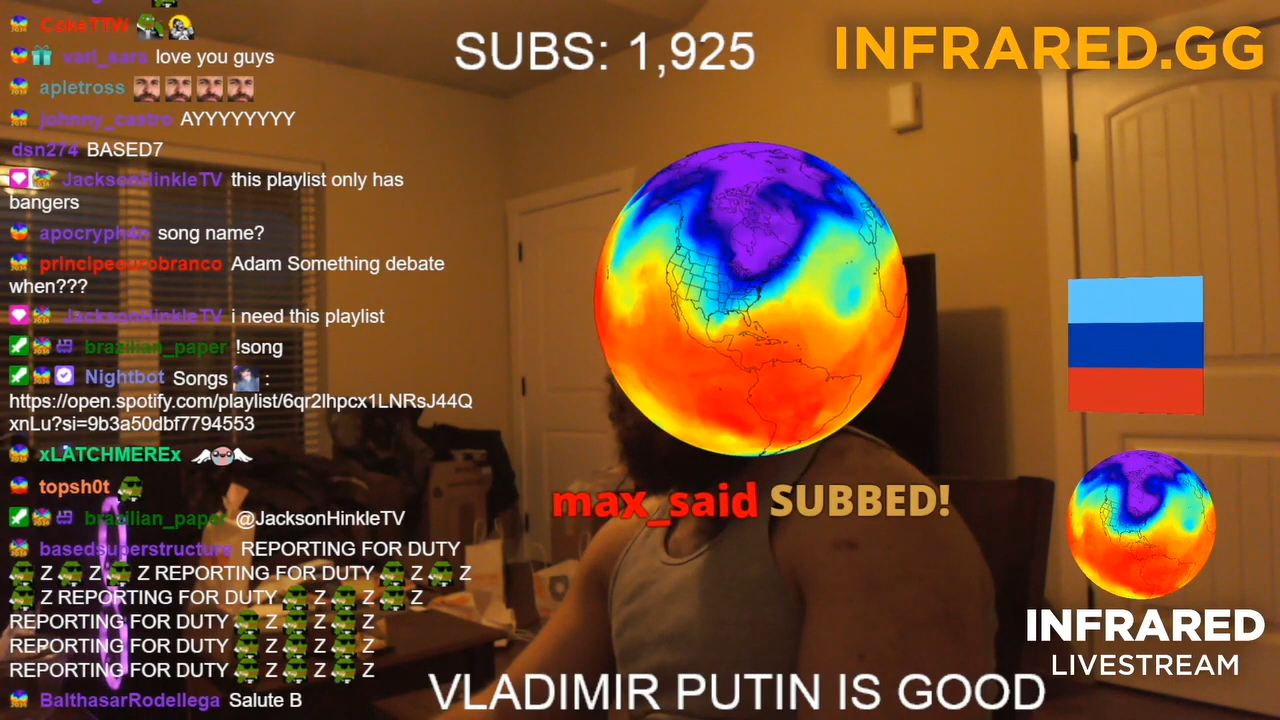 CokeTTW
SUBS: 1,925
INFRARED.GG
vari_sara love you guys
apletross
johnny_castro AYYYYYYYY
dsn274 BASED7
JacksonHinkleTV this playlist only has
bangers
song name?
Adam Something debate
when???
JacksonHinkleTV i need this playlist
brazilian_paper !song
Nightbot Songs :
https://open.spotify.com/playlist/6qr2lhpcx1LNRsJ44Q
xnLu?si=9b3a50dbf7794553
xLATCHMEREx
topsh0t
brazilian_paper @JacksonHinkleTV
basedsuperstructure REPORTING FOR DUTY
Z Z Z REPORTING FOR DUTY Z Z
Z REPORTING FOR DUTY Z Z Z
REPORTING FOR DUTY Z Z Z
REPORTING FOR DUTY Z Z Z
REPORTING FOR DUTY Z Z Z
BalthasarRodellega Salute B
max_said SUBBED!
INFRARED
LIVESTREAM
VLADIMIR PUTIN IS GOOD